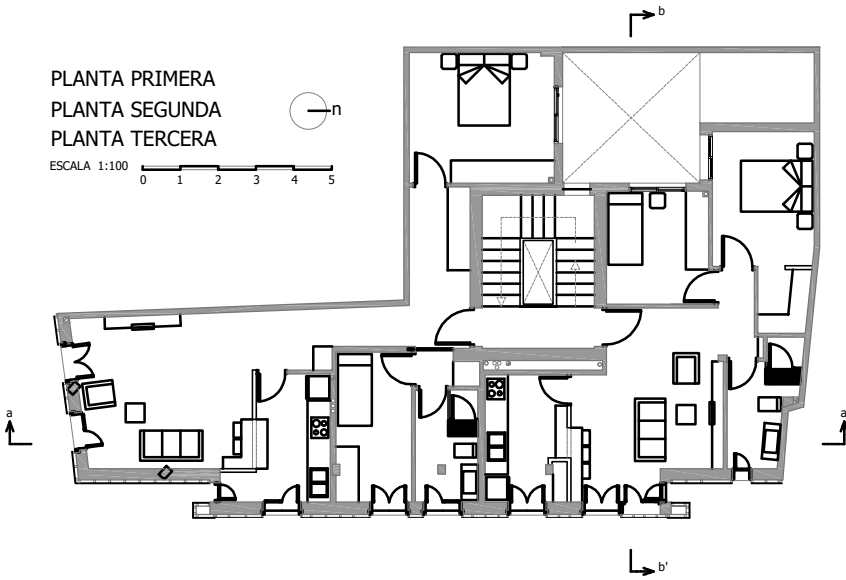 b
PLANTA PRIMERA
PLANTA SEGUNDA
PLANTA TERCERA
n
ESCALA 1:100
0 1 2 3 4 5
a
a
b'